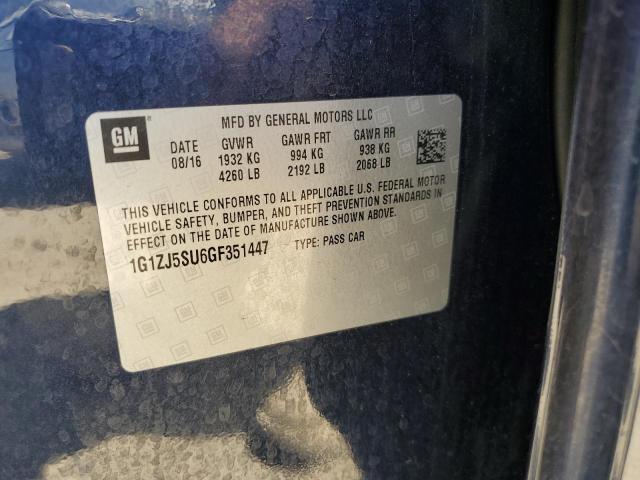 GM
MFD BY GENERAL MOTORS LLC
DATE GVWR GAWR FRT GAWR RR
08/16 1932 KG 994 KG 938 KG
4260 LB 2192 LB 2068 LB
THIS VEHICLE CONFORMS TO ALL APPLICABLE U.S. FEDERAL MOTOR
VEHICLE SAFETY, BUMPER, AND THEFT PREVENTION STANDARDS IN
EFFECT ON THE DATE OF MANUFACTURE SHOWN ABOVE.
1G1ZJ5SU6GF351447 TYPE: PASS CAR